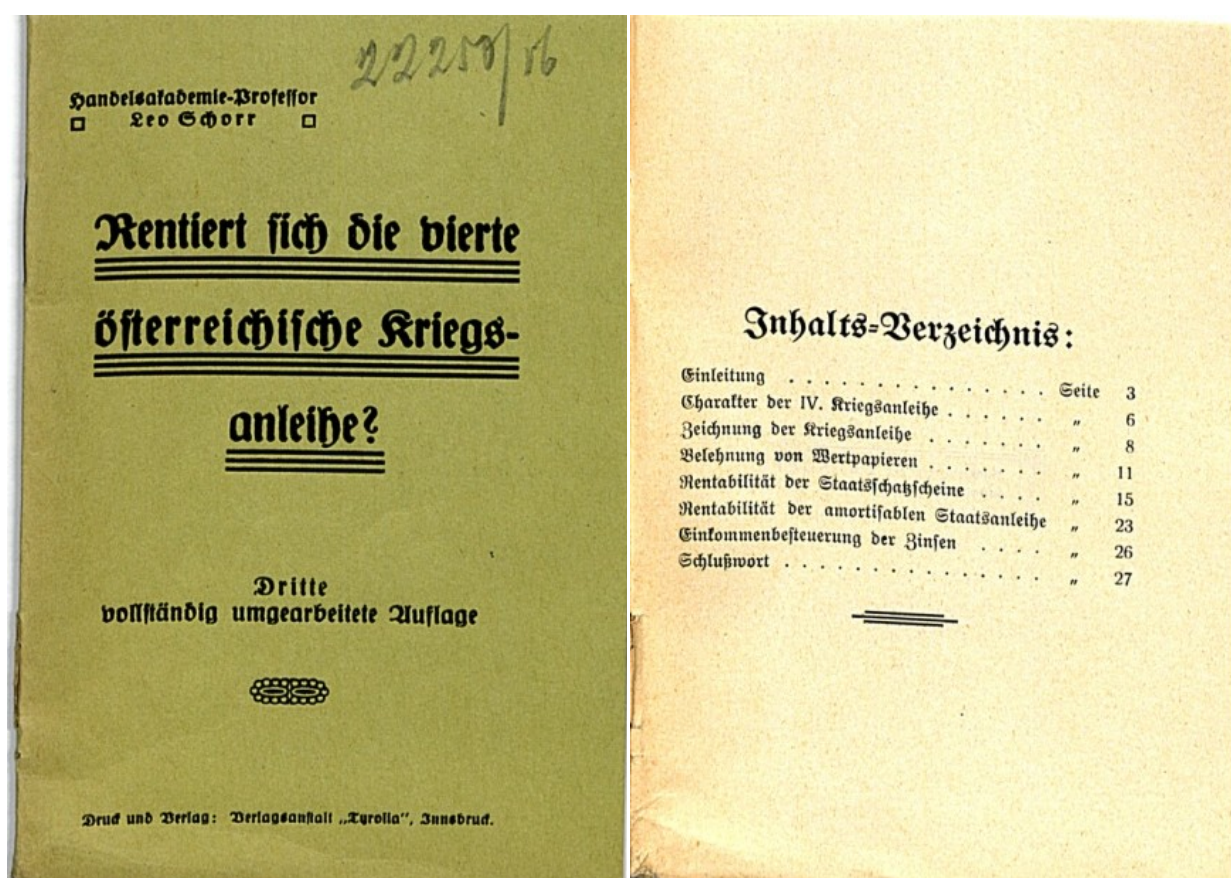 22253/16
Handelsakademie-Professor
Leo Schorr
Rentiert sich die vierte
österreichische Kriegs-
anleihe?
Dritte
vollständig umgearbeitete Auflage
Druck und Verlag: Verlagsanstalt „Tyrolia“, Innsbruck.
Inhalts-Verzeichnis:
Einleitung . . . . . . . . . . . . . . . Seite 3
Charakter der IV. Kriegsanleihe . . . . . . „ 6
Zeichnung der Kriegsanleihe . . . . . . . „ 8
Belehnung von Wertpapieren . . . . . . . „ 11
Rentabilität der Staatsschatzscheine . . . . „ 15
Rentabilität der amortisablen Staatsanleihe „ 23
Einkommenbesteuerung der Zinsen . . . . „ 26
Schlußwort . . . . . . . . . . . . . . . „ 27